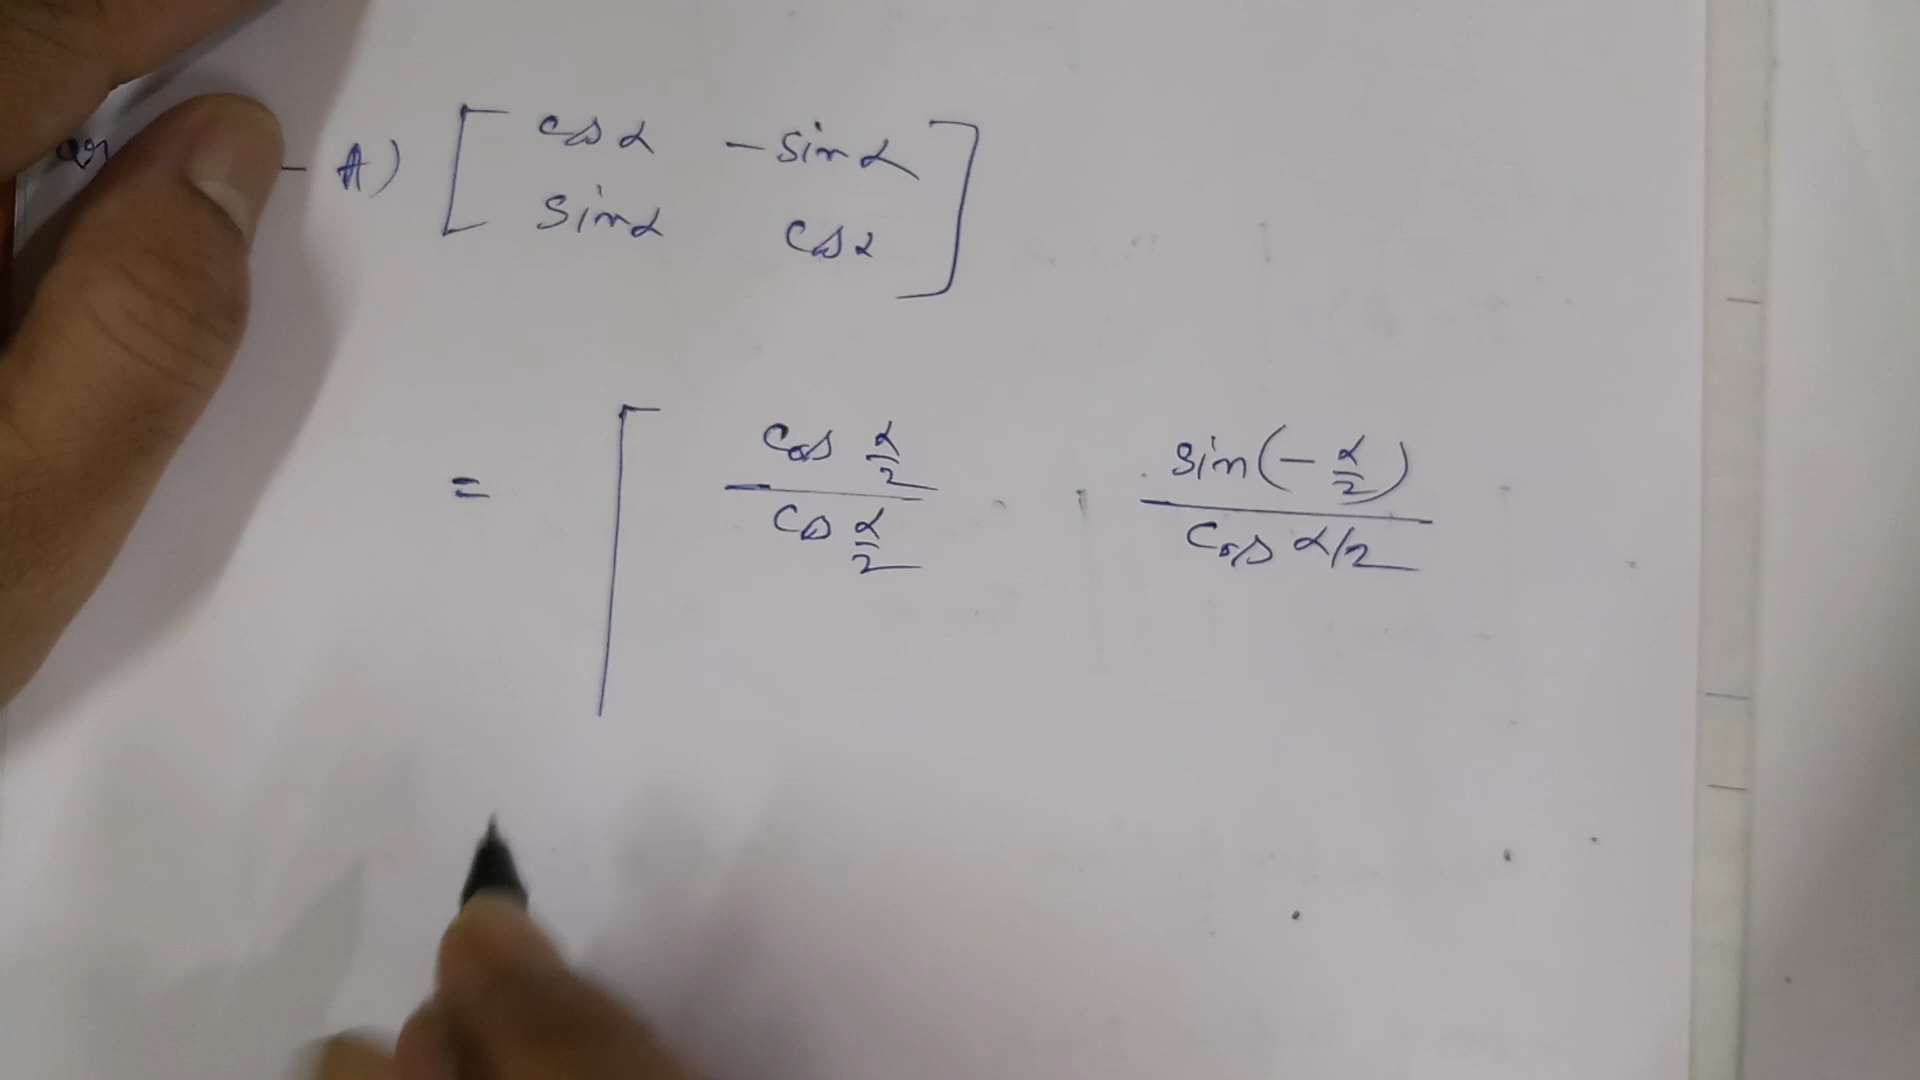 - A) [ cos α -sin α
sin α cos α ]
= [ cos α/2 / cos α/2 sin(-α/2) / cos α/2